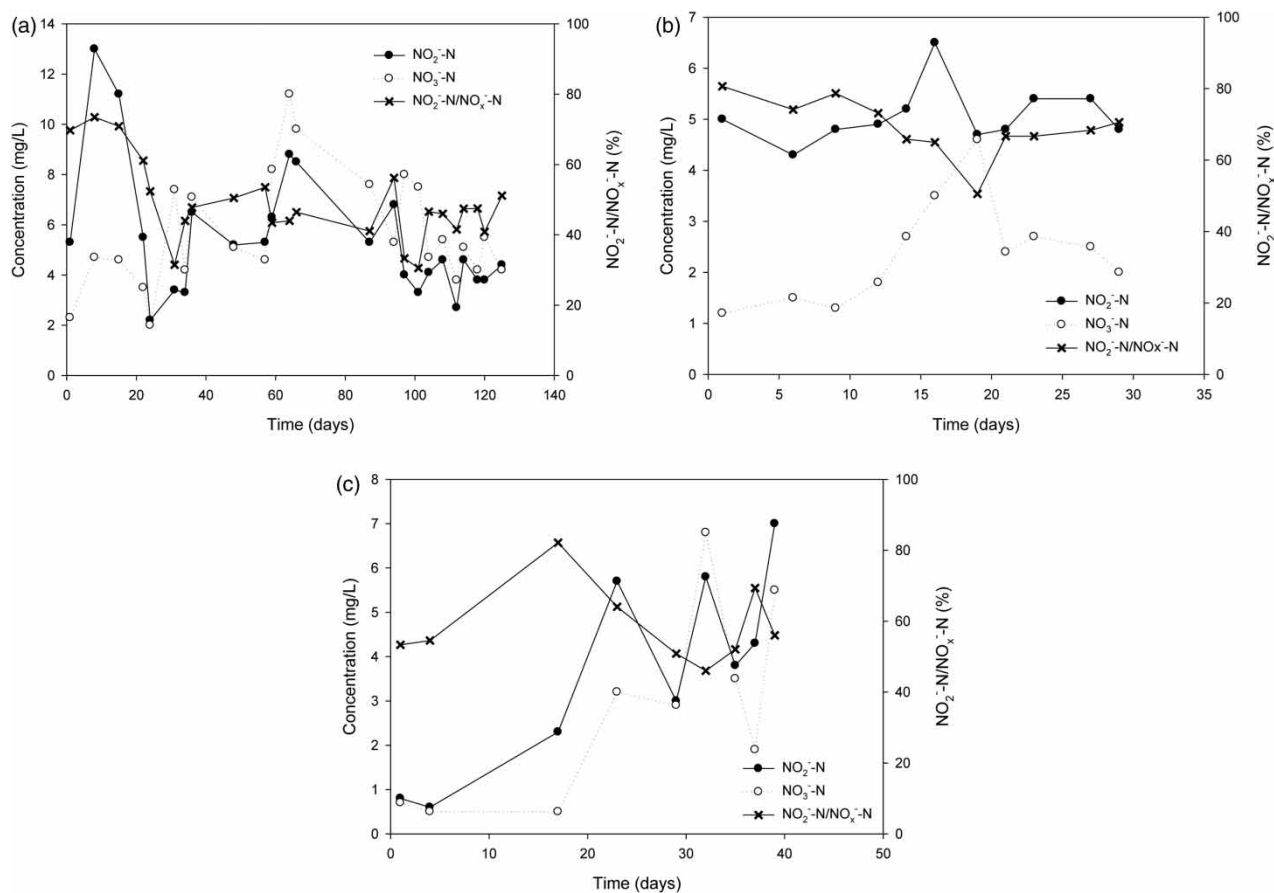 (a)
14
12
10
8
6
4
2
0
Concentration (mg/L)
0 20 40 60 80 100 120 140
Time (days)
100
80
60
40
20
0
NO₂⁻-N/NOₓ⁻-N (%)
NO₂⁻-N
NO₃⁻-N
NO₂⁻-N/NOₓ⁻-N
(b)
7
6
5
4
3
2
1
0
Concentration (mg/L)
0 5 10 15 20 25 30 35
Time (days)
100
80
60
40
20
0
NO₂⁻-N/NOₓ⁻-N (%)
NO₂⁻-N
NO₃⁻-N
NO₂⁻-N/NOx⁻-N
(c)
8
7
6
5
4
3
2
1
0
Concentration (mg/L)
0 10 20 30 40 50
Time (days)
100
80
60
40
20
0
NO₂⁻-N/NOₓ⁻-N (%)
NO₂⁻-N
NO₃⁻-N
NO₂⁻-N/NOₓ⁻-N